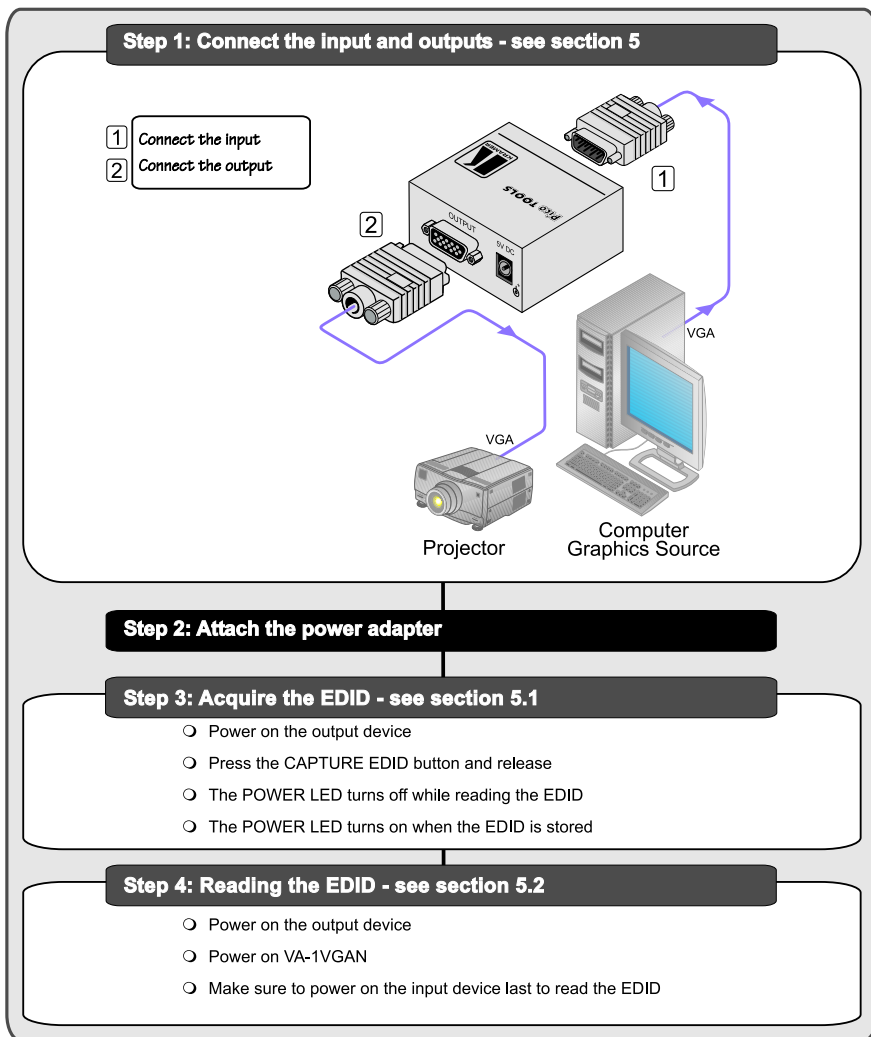 Step 1: Connect the input and outputs - see section 5
1 Connect the input
2 Connect the output
KRAMER
pico TOOLS
1
2
OUTPUT
5V DC
VGA
VGA
Projector
Computer
Graphics Source
Step 2: Attach the power adapter
Step 3: Acquire the EDID - see section 5.1
Power on the output device
Press the CAPTURE EDID button and release
The POWER LED turns off while reading the EDID
The POWER LED turns on when the EDID is stored
Step 4: Reading the EDID - see section 5.2
Power on the output device
Power on VA-1VGAN
Make sure to power on the input device last to read the EDID